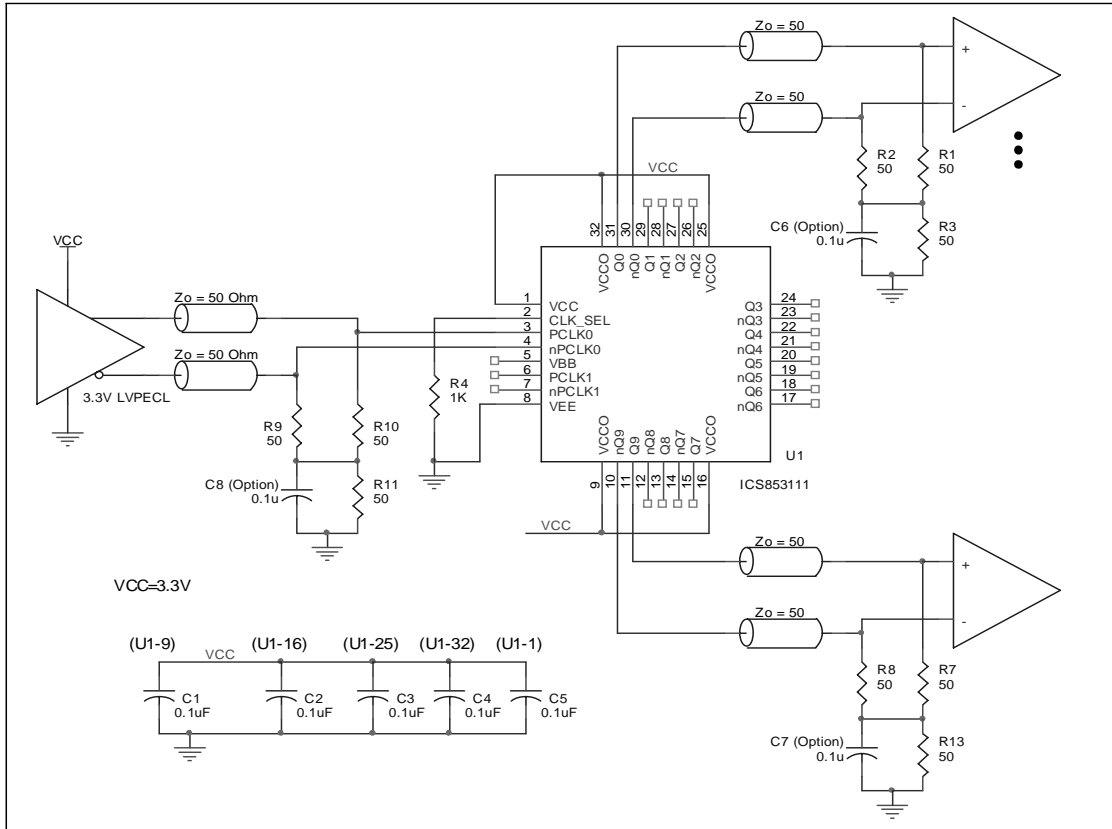 Zo = 50
+
Zo = 50
-
R2
50
R1
50
VCC
C6 (Option)
0.1u
R3
50
32
31
30
29
28
27
26
25
VCCO
Q0
nQ0
Q1
nQ1
Q2
nQ2
VCCO
VCC
Zo = 50 Ohm
Zo = 50 Ohm
3.3V LVPECL
1
2
3
4
5
6
7
8
VCC
CLK_SEL
PCLK0
nPCLK0
VBB
PCLK1
nPCLK1
VEE
Q3
nQ3
Q4
nQ4
Q5
nQ5
Q6
nQ6
24
23
22
21
20
19
18
17
R4
1K
R9
50
R10
50
C8 (Option)
0.1u
R11
50
VCCO
nQ9
Q9
nQ8
Q8
nQ7
Q7
VCCO
9
10
11
12
13
14
15
16
U1
ICS853111
VCC
Zo = 50
+
Zo = 50
-
R8
50
R7
50
C7 (Option)
0.1u
R13
50
VCC=3.3V
(U1-9)
(U1-16)
(U1-25)
(U1-32)
(U1-1)
VCC
C1
0.1uF
C2
0.1uF
C3
0.1uF
C4
0.1uF
C5
0.1uF